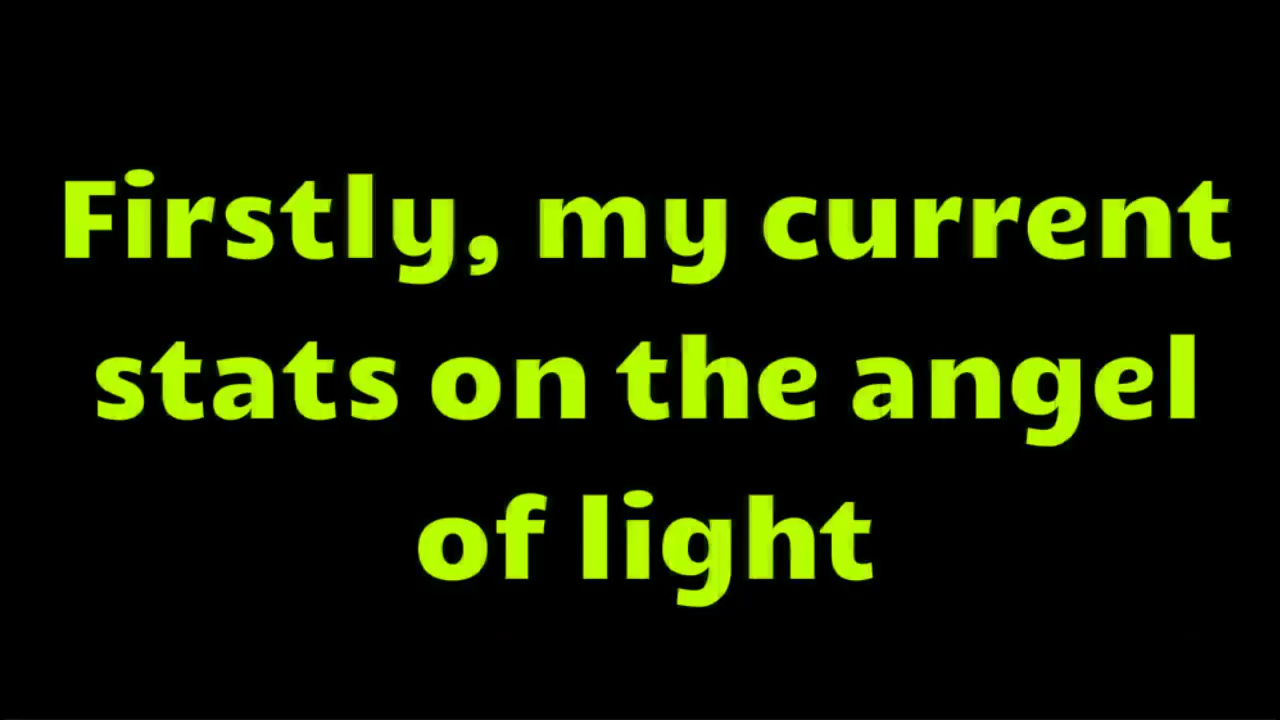 Firstly, my current
stats on the angel
of light